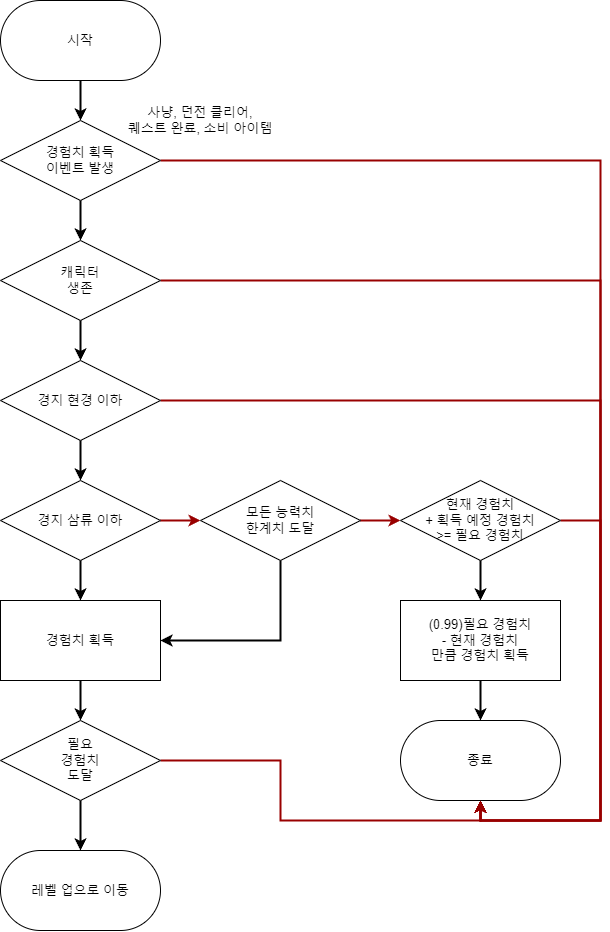 시작
사냥, 던전 클리어,
퀘스트 완료, 소비 아이템
경험치 획득
이벤트 발생
캐릭터
생존
경지 현경 이하
경지 삼류 이하
모든 능력치
한계치 도달
현재 경험치
+ 획득 예정 경험치
>= 필요 경험치
경험치 획득
(0.99)필요 경험치
- 현재 경험치
만큼 경험치 획득
필요
경험치
도달
종료
레벨 업으로 이동